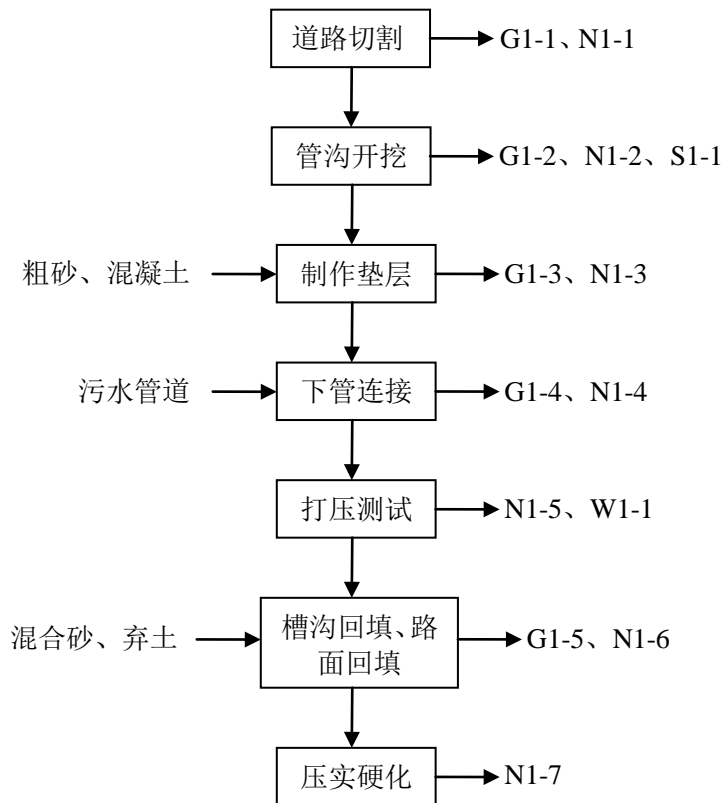 道路切割
G1-1、N1-1
管沟开挖
G1-2、N1-2、S1-1
粗砂、混凝土
制作垫层
G1-3、N1-3
污水管道
下管连接
G1-4、N1-4
打压测试
N1-5、W1-1
混合砂、弃土
槽沟回填、路
面回填
G1-5、N1-6
压实硬化
N1-7